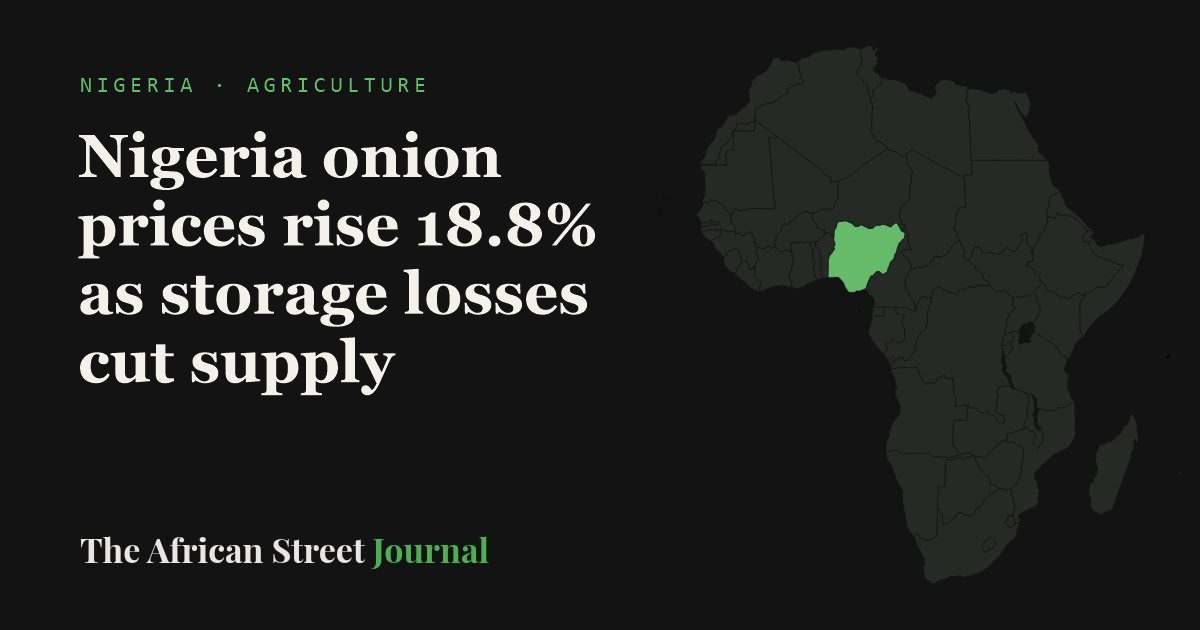 NIGERIA · AGRICULTURE
Nigeria onion
prices rise 18.8%
as storage losses
cut supply
The African Street Journal